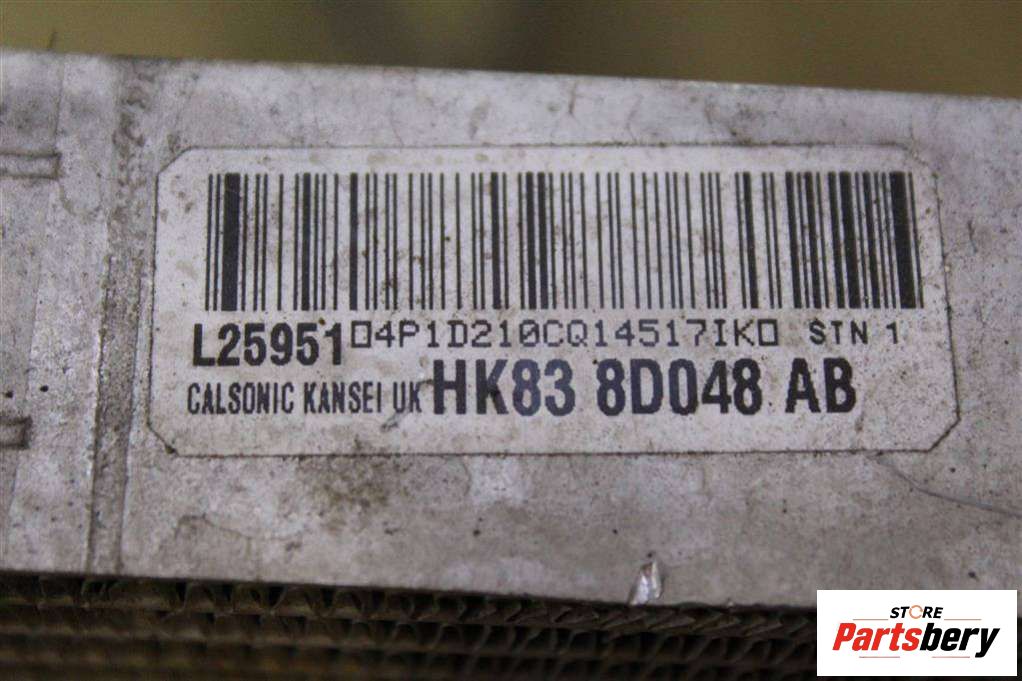 L25951 04P1D210CQ14517IK0 STN 1
CALSONIC KANSEI UK HK83 8D048 AB
STORE
Partsbery